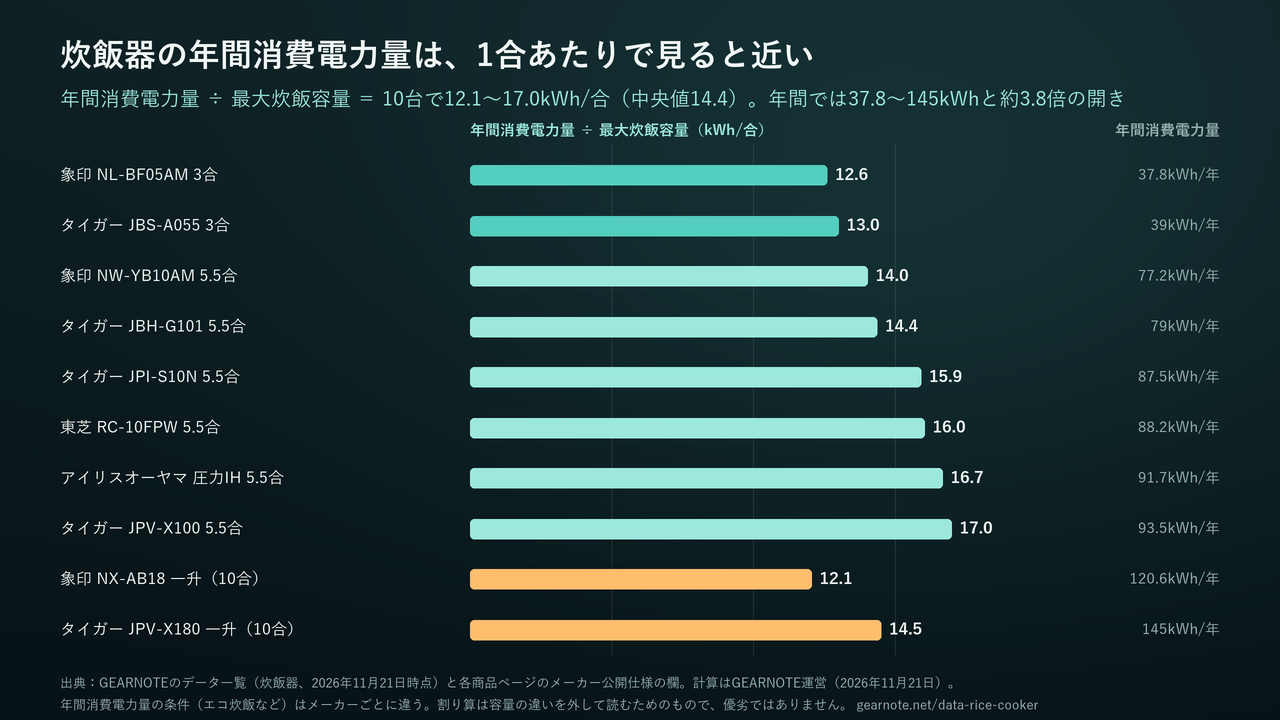 炊飯器の年間消費電力量は、1合あたりで見ると近い
年間消費電力量 ÷ 最大炊飯容量 = 10台で12.1〜17.0kWh/合（中央値14.4）。年間では37.8〜145kWhと約3.8倍の開き
年間消費電力量 ÷ 最大炊飯容量（kWh/合） 年間消費電力量
象印 NL-BF05AM 3合 12.6 37.8kWh/年
タイガー JBS-A055 3合 13.0 39kWh/年
象印 NW-YB10AM 5.5合 14.0 77.2kWh/年
タイガー JBH-G101 5.5合 14.4 79kWh/年
タイガー JPI-S10N 5.5合 15.9 87.5kWh/年
東芝 RC-10FPW 5.5合 16.0 88.2kWh/年
アイリスオーヤマ 圧力IH 5.5合 16.7 91.7kWh/年
タイガー JPV-X100 5.5合 17.0 93.5kWh/年
象印 NX-AB18 一升（10合） 12.1 120.6kWh/年
タイガー JPV-X180 一升（10合） 14.5 145kWh/年
出典：GEARNOTEのデータ一覧（炊飯器、2026年11月21日時点）と各商品ページのメーカー公開仕様の欄。計算はGEARNOTE運営（2026年11月21日）。
年間消費電力量の条件（エコ炊飯など）はメーカーごとに違う。割り算は容量の違いを外して読むためのもので、優劣ではありません。 gearnote.net/data-rice-cooker